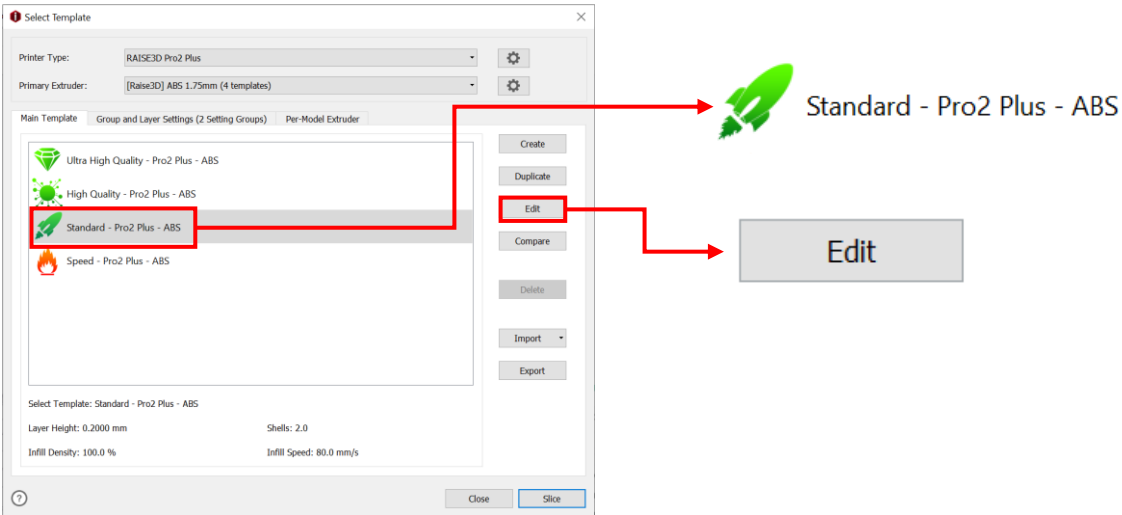 Select Template
Printer Type: RAISE3D Pro2 Plus
Primary Extruder: [Raise3D] ABS 1.75mm (4 templates)
Main Template Group and Layer Settings (2 Setting Groups) Per-Model Extruder
Ultra High Quality - Pro2 Plus - ABS
High Quality - Pro2 Plus - ABS
Standard - Pro2 Plus - ABS
Speed - Pro2 Plus - ABS
Create
Duplicate
Edit
Compare
Delete
Import
Export
Select Template: Standard - Pro2 Plus - ABS
Layer Height: 0.2000 mm Shells: 2.0
Infill Density: 100.0 % Infill Speed: 80.0 mm/s
? Close Slice
Standard - Pro2 Plus - ABS
Edit